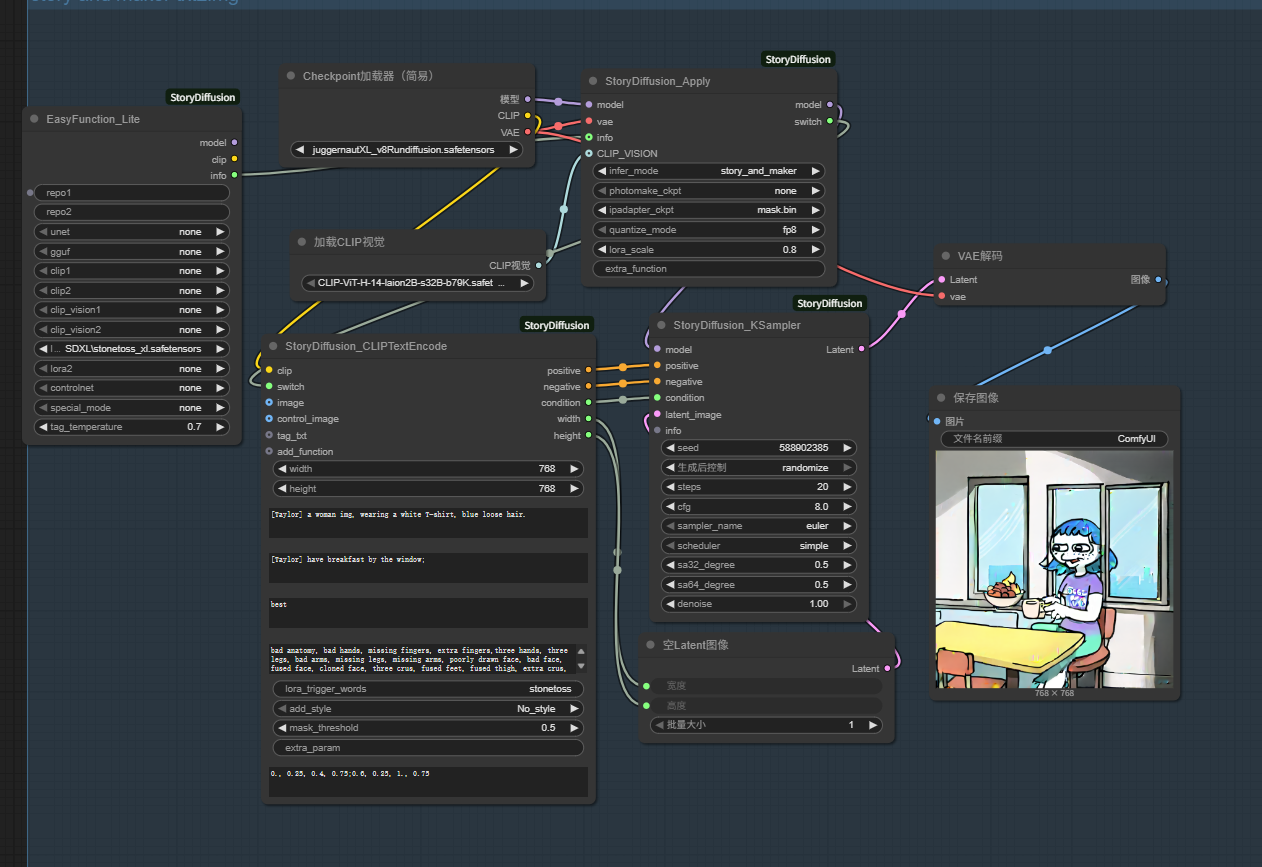 story and maker txt2img
StoryDiffusion
EasyFunction_Lite
model
clip
info
repo1
repo2
unet none
gguf none
clip1 none
clip2 none
clip_vision1 none
clip_vision2 none
l... SDXL\stonetoss_xl.safetensors
lora2 none
controlnet none
special_mode none
tag_temperature 0.7
Checkpoint加载器（简易）
模型
CLIP
VAE
juggernautXL_v8Rundiffusion.safetensors
加载CLIP视觉
CLIP视觉
CLIP-ViT-H-14-laion2B-s32B-b79K.safet ...
StoryDiffusion
StoryDiffusion_Apply
model model
vae switch
info
CLIP_VISION
infer_mode story_and_maker
photomake_ckpt none
ipadapter_ckpt mask.bin
quantize_mode fp8
lora_scale 0.8
extra_function
StoryDiffusion
StoryDiffusion_CLIPTextEncode
clip positive
switch negative
image condition
control_image width
tag_txt height
add_function
width 768
height 768
[Taylor] a woman img, wearing a white T-shirt, blue loose hair.
[Taylor] have breakfast by the window;
best
bad anatomy, bad hands, missing fingers, extra fingers,three hands, three
legs, bad arms, missing legs, missing arms, poorly drawn face, bad face,
fused face, cloned face, three crus, fused feet, fused thigh, extra crus,
lora_trigger_words stonetoss
add_style No_style
mask_threshold 0.5
extra_param
0., 0.25, 0.4, 0.75;0.6, 0.25, 1., 0.75
StoryDiffusion
StoryDiffusion_KSampler
model Latent
positive
negative
condition
latent_image
info
seed 588902385
生成后控制 randomize
steps 20
cfg 8.0
sampler_name euler
scheduler simple
sa32_degree 0.5
sa64_degree 0.5
denoise 1.00
空Latent图像
Latent
宽度
高度
批量大小 1
VAE解码
Latent 图像
vae
保存图像
图片
文件名前缀 ComfyUI
768 × 768